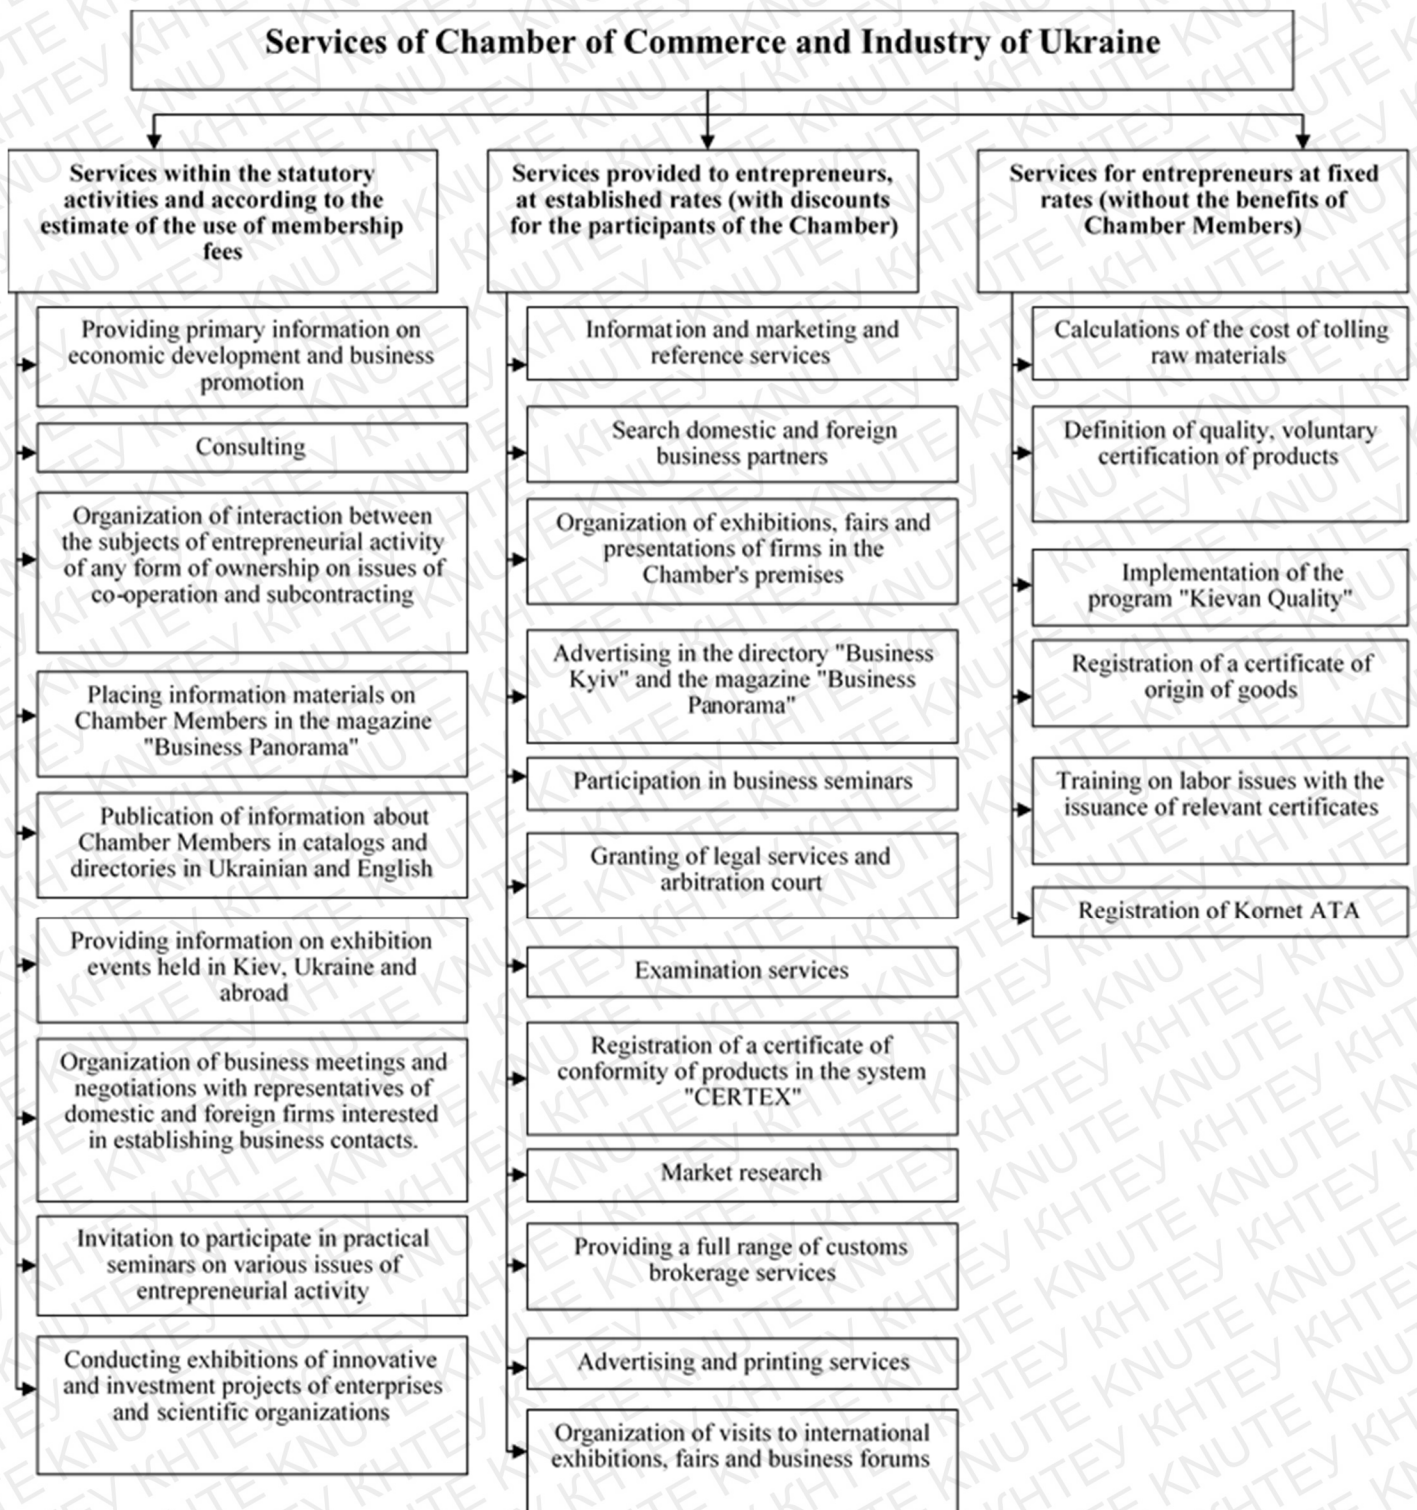 Services of Chamber of Commerce and Industry of Ukraine
Services within the statutory
activities and according to the
estimate of the use of membership
fees
Providing primary information on
economic development and business
promotion
Consulting
Organization of interaction between
the subjects of entrepreneurial activity
of any form of ownership on issues of
co-operation and subcontracting
Placing information materials on
Chamber Members in the magazine
"Business Panorama"
Publication of information about
Chamber Members in catalogs and
directories in Ukrainian and English
Providing information on exhibition
events held in Kiev, Ukraine and
abroad
Organization of business meetings and
negotiations with representatives of
domestic and foreign firms interested
in establishing business contacts.
Invitation to participate in practical
seminars on various issues of
entrepreneurial activity
Conducting exhibitions of innovative
and investment projects of enterprises
and scientific organizations
Services provided to entrepreneurs,
at established rates (with discounts
for the participants of the Chamber)
Information and marketing and
reference services
Search domestic and foreign
business partners
Organization of exhibitions, fairs and
presentations of firms in the
Chamber's premises
Advertising in the directory "Business
Kyiv" and the magazine "Business
Panorama"
Participation in business seminars
Granting of legal services and
arbitration court
Examination services
Registration of a certificate of
conformity of products in the system
"CERTEX"
Market research
Providing a full range of customs
brokerage services
Advertising and printing services
Organization of visits to international
exhibitions, fairs and business forums
Services for entrepreneurs at fixed
rates (without the benefits of
Chamber Members)
Calculations of the cost of tolling
raw materials
Definition of quality, voluntary
certification of products
Implementation of the
program "Kievan Quality"
Registration of a certificate of
origin of goods
Training on labor issues with the
issuance of relevant certificates
Registration of Kornet ATA